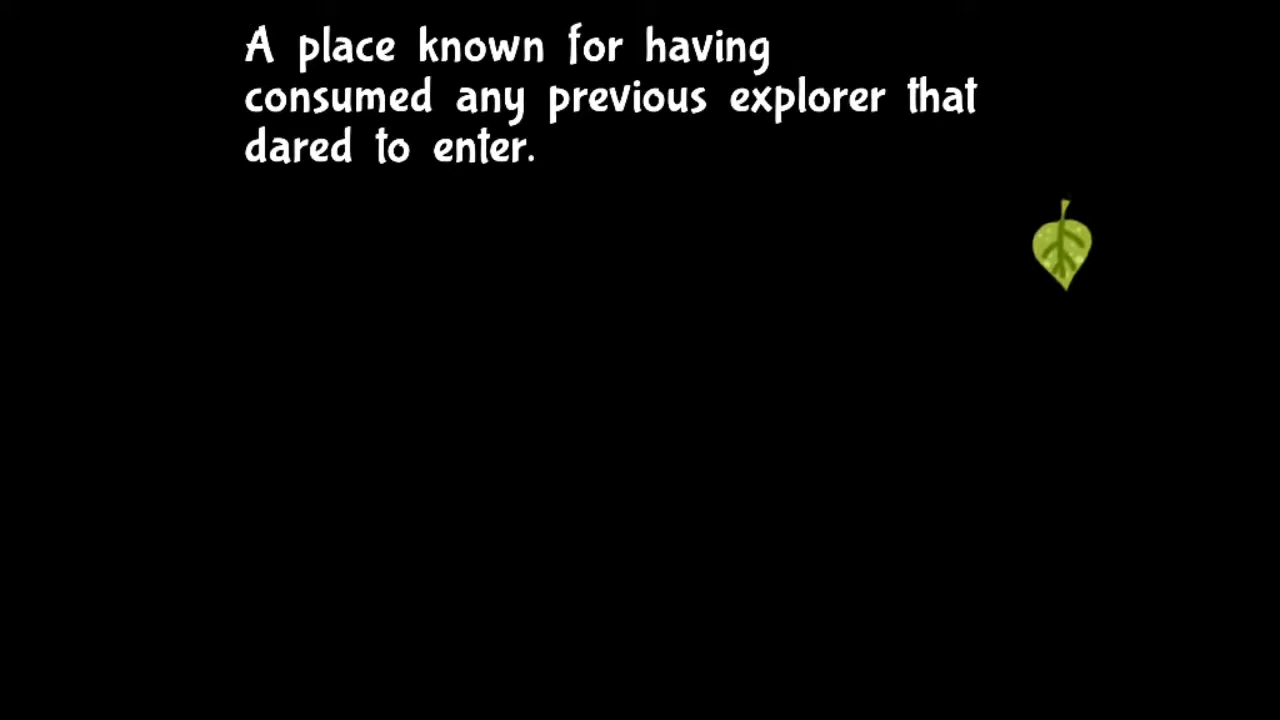 A place known for having
consumed any previous explorer that
dared to enter.